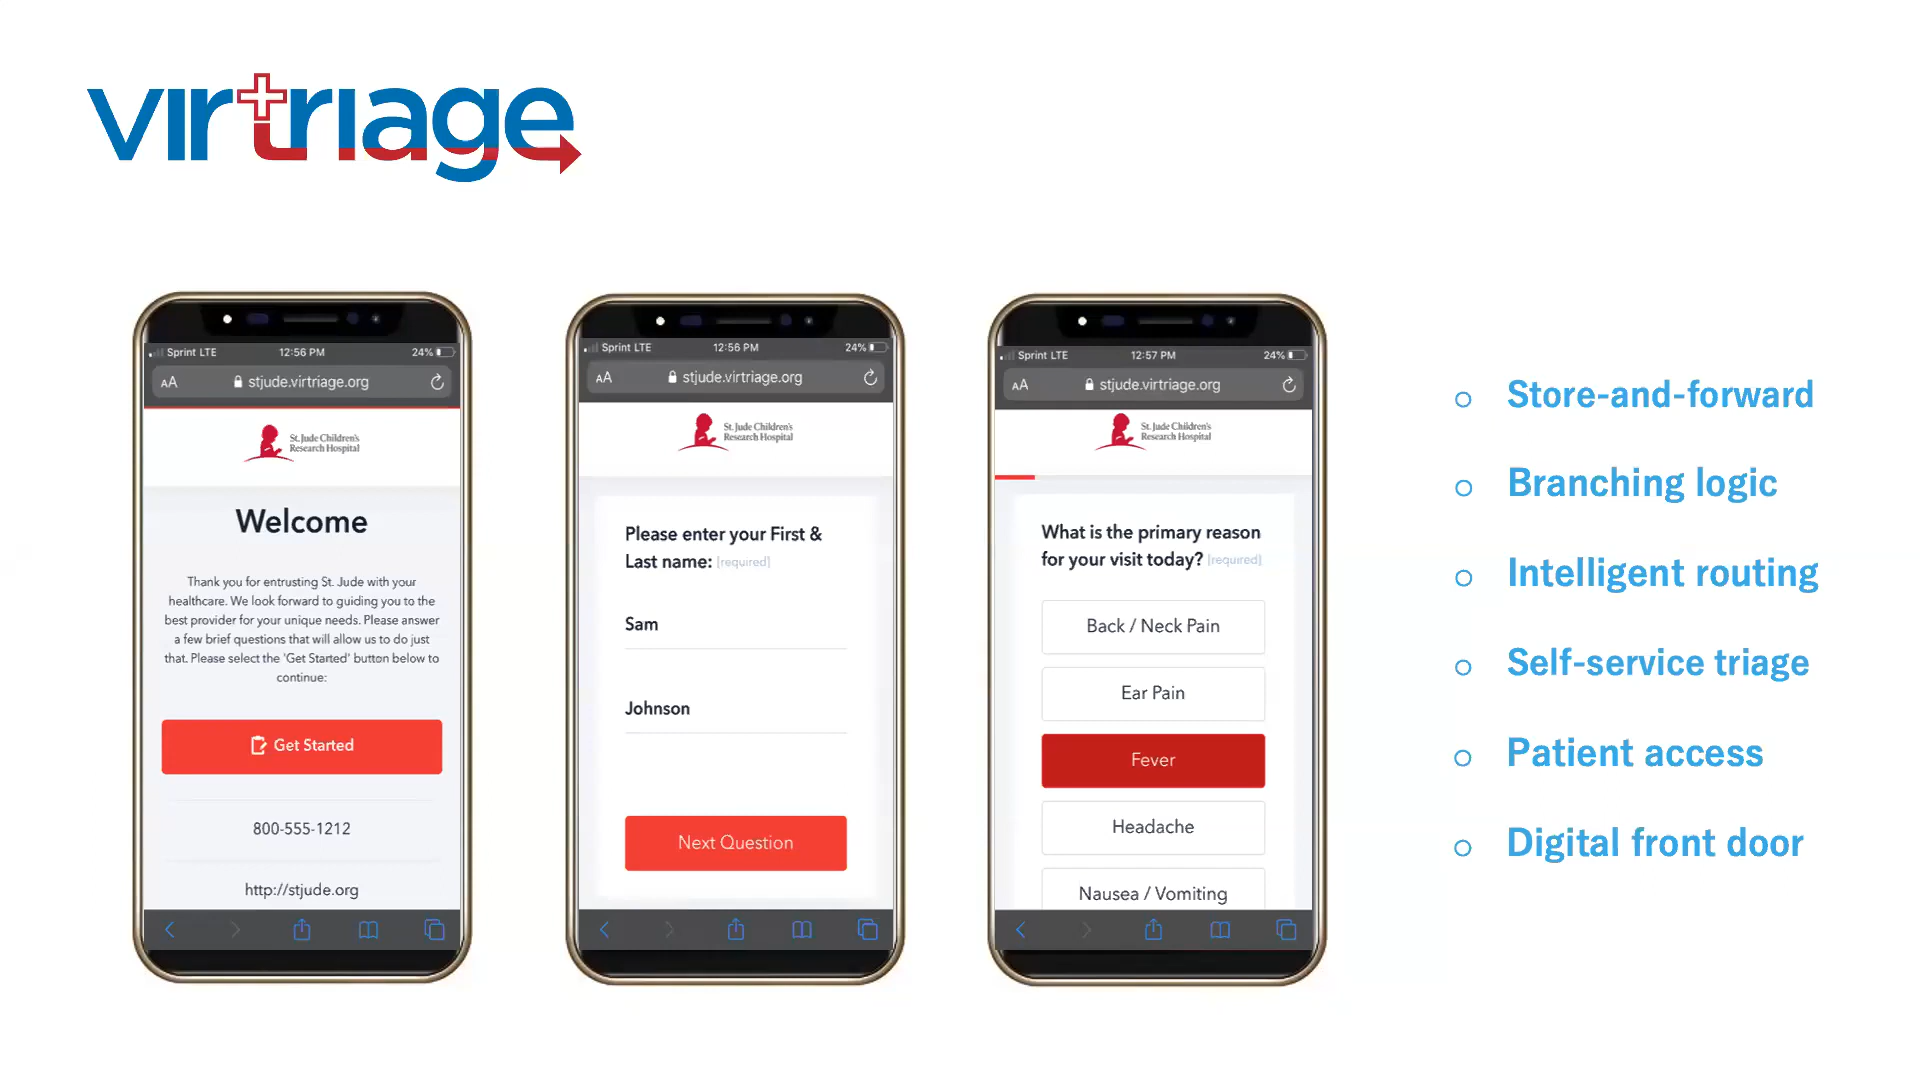 virtriage
Sprint LTE 12:56 PM 24%
AA stjude.virtriage.org
St. Jude Children's
Research Hospital
Welcome
Thank you for entrusting St. Jude with your
healthcare. We look forward to guiding you to the
best provider for your unique needs. Please answer
a few brief questions that will allow us to do just
that. Please select the 'Get Started' button below to
continue:
Get Started
800-555-1212
http://stjude.org
Sprint LTE 12:56 PM 24%
AA stjude.virtriage.org
St. Jude Children's
Research Hospital
Please enter your First &
Last name: [required]
Sam
Johnson
Next Question
Sprint LTE 12:57 PM 24%
AA stjude.virtriage.org
St. Jude Children's
Research Hospital
What is the primary reason
for your visit today? [required]
Back / Neck Pain
Ear Pain
Fever
Headache
Nausea / Vomiting
Store-and-forward
Branching logic
Intelligent routing
Self-service triage
Patient access
Digital front door